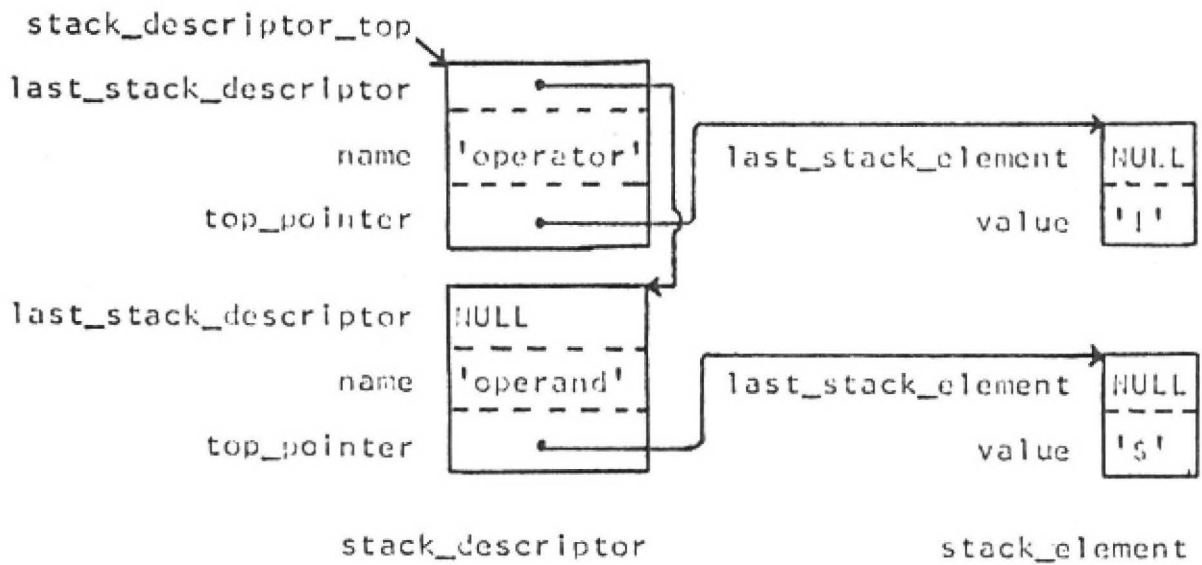 stack_descriptor_top
last_stack_descriptor
name 'operator' last_stack_element NULL
top_pointer value '|'
last_stack_descriptor NULL
name 'operand' last_stack_element NULL
top_pointer value '$'
stack_descriptor stack_element